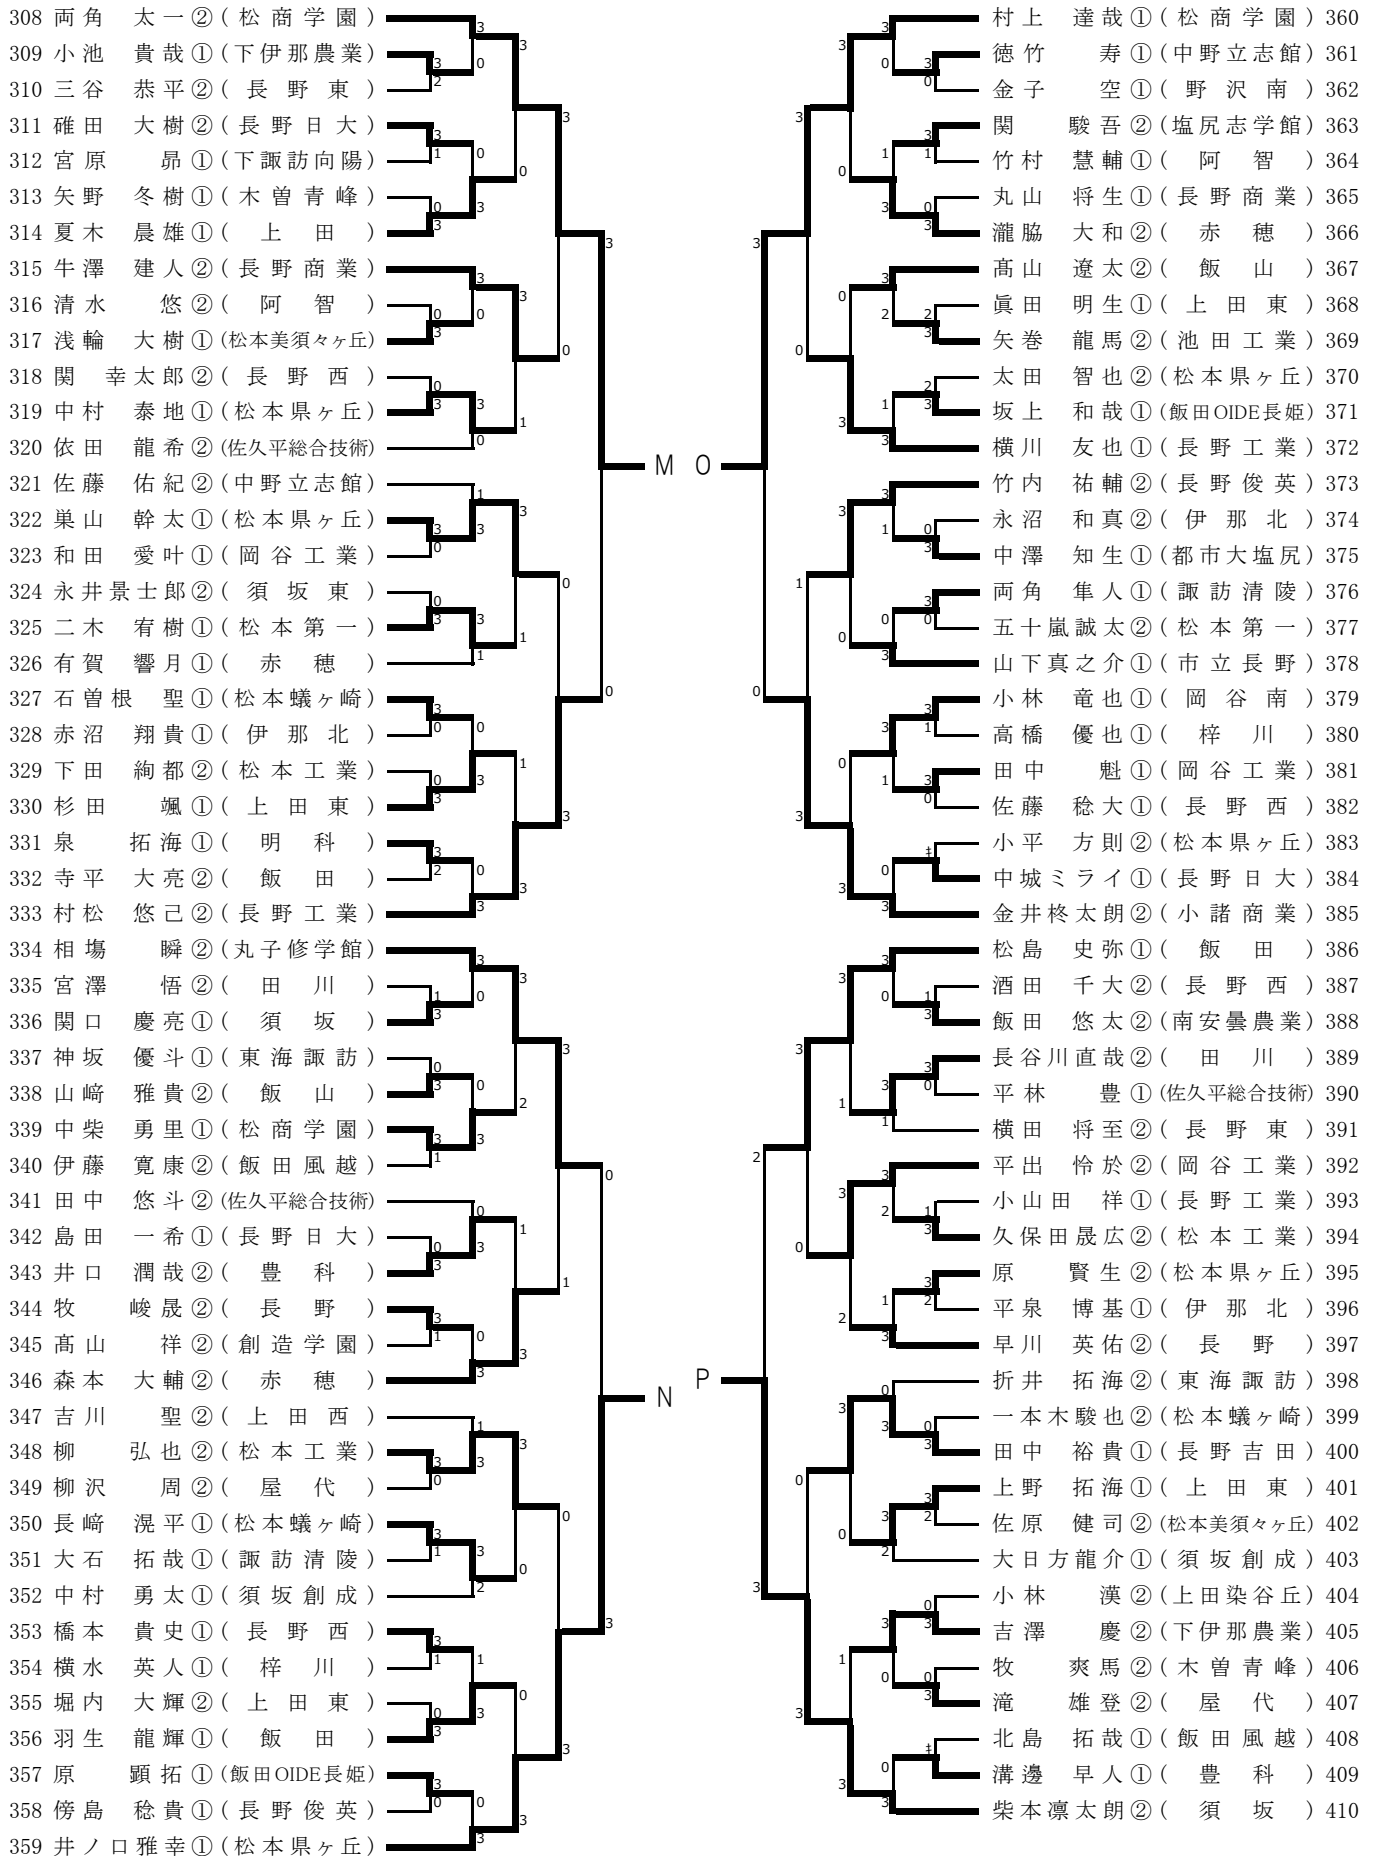 308 両角 太一②(松商学園)
309 小池 貴哉①(下伊那農業)
310 三谷 恭平②(長野東)
311 碓田 大樹②(長野日大)
312 宮原 昴①(下諏訪向陽)
313 矢野 冬樹①(木曽青峰)
314 夏木 晨雄①(上田)
315 牛澤 建人②(長野商業)
316 清水 悠②(阿智)
317 浅輪 大樹①(松本美須々ヶ丘)
318 関 幸太郎②(長野西)
319 中村 泰地①(松本県ヶ丘)
320 依田 龍希②(佐久平総合技術)
321 佐藤 佑紀②(中野立志館)
322 巣山 幹太①(松本県ヶ丘)
323 和田 愛叶①(岡谷工業)
324 永井景士郎②(須坂東)
325 二木 宥樹①(松本第一)
326 有賀 響月①(赤穂)
327 石曽根 聖①(松本蟻ヶ崎)
328 赤沼 翔貴①(伊那北)
329 下田 絢都②(松本工業)
330 杉田 颯①(上田東)
331 泉 拓海①(明科)
332 寺平 大亮②(飯田)
333 村松 悠己②(長野工業)
334 相場 瞬②(丸子修学館)
335 宮澤 悟②(田川)
336 関口 慶亮①(須坂)
337 神坂 優斗①(東海諏訪)
338 山﨑 雅貴②(飯山)
339 中柴 勇里①(松商学園)
340 伊藤 寛康②(飯田風越)
341 田中 悠斗②(佐久平総合技術)
342 島田 一希①(長野日大)
343 井口 潤哉②(豊科)
344 牧 峻晟②(長野)
345 髙山 祥②(創造学園)
346 森本 大輔②(赤穂)
347 吉川 聖②(上田西)
348 柳 弘也②(松本工業)
349 柳沢 周②(屋代)
350 長﨑 滉平①(松本蟻ヶ崎)
351 大石 拓哉①(諏訪清陵)
352 中村 勇太①(須坂創成)
353 橋本 貴史①(長野西)
354 横水 英人①(梓川)
355 堀内 大輝②(上田東)
356 羽生 龍輝①(飯田)
357 原 顕拓①(飯田OIDE長姫)
358 傍島 稔貴①(長野俊英)
359 井ノ口雅幸①(松本県ヶ丘)
M O
N P
村上 達哉①(松商学園)360
徳竹 寿①(中野立志館)361
金子 空①(野沢南)362
関 駿吾②(塩尻志学館)363
竹村 慧輔①(阿智)364
丸山 将生①(長野商業)365
瀧脇 大和②(赤穂)366
髙山 遼太②(飯山)367
眞田 明生①(上田東)368
矢巻 龍馬②(池田工業)369
太田 智也②(松本県ヶ丘)370
坂上 和哉①(飯田OIDE長姫)371
横川 友也①(長野工業)372
竹内 祐輔②(長野俊英)373
永沼 和真②(伊那北)374
中澤 知生①(都市大塩尻)375
両角 隼人①(諏訪清陵)376
五十嵐誠太②(松本第一)377
山下真之介①(市立長野)378
小林 竜也①(岡谷南)379
高橋 優也①(梓川)380
田中 魁①(岡谷工業)381
佐藤 稔大①(長野西)382
小平 方則②(松本県ヶ丘)383
中城ミライ①(長野日大)384
金井柊太朗②(小諸商業)385
松島 史弥①(飯田)386
酒田 千大②(長野西)387
飯田 悠太②(南安曇農業)388
長谷川直哉②(田川)389
平林 豊①(佐久平総合技術)390
横田 将至②(長野東)391
平出 怜於②(岡谷工業)392
小山田 祥①(長野工業)393
久保田晟広②(松本工業)394
原 賢生②(松本県ヶ丘)395
平泉 博基①(伊那北)396
早川 英佑②(長野)397
折井 拓海②(東海諏訪)398
一本木駿也②(松本蟻ヶ崎)399
田中 裕貴①(長野吉田)400
上野 拓海①(上田東)401
佐原 健司②(松本美須々ヶ丘)402
大日方龍介①(須坂創成)403
小林 漢②(上田染谷丘)404
吉澤 慶②(下伊那農業)405
牧 爽馬②(木曽青峰)406
滝 雄登②(屋代)407
北島 拓哉①(飯田風越)408
溝邊 早人①(豊科)409
柴本凛太朗②(須坂)410